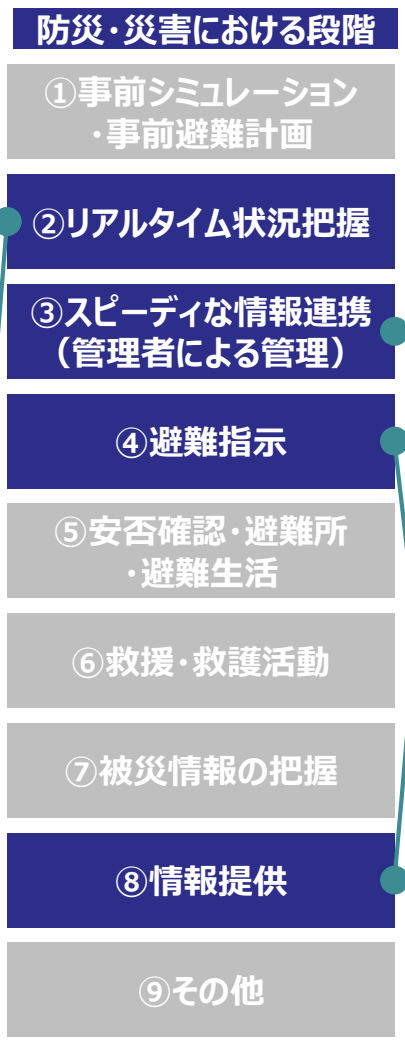 防災・災害における段階
①事前シミュレーション
・事前避難計画
②リアルタイム状況把握
③スピーディな情報連携
（管理者による管理）
④避難指示
⑤安否確認・避難所
・避難生活
⑥救援・救護活動
⑦被災情報の把握
⑧情報提供
⑨その他